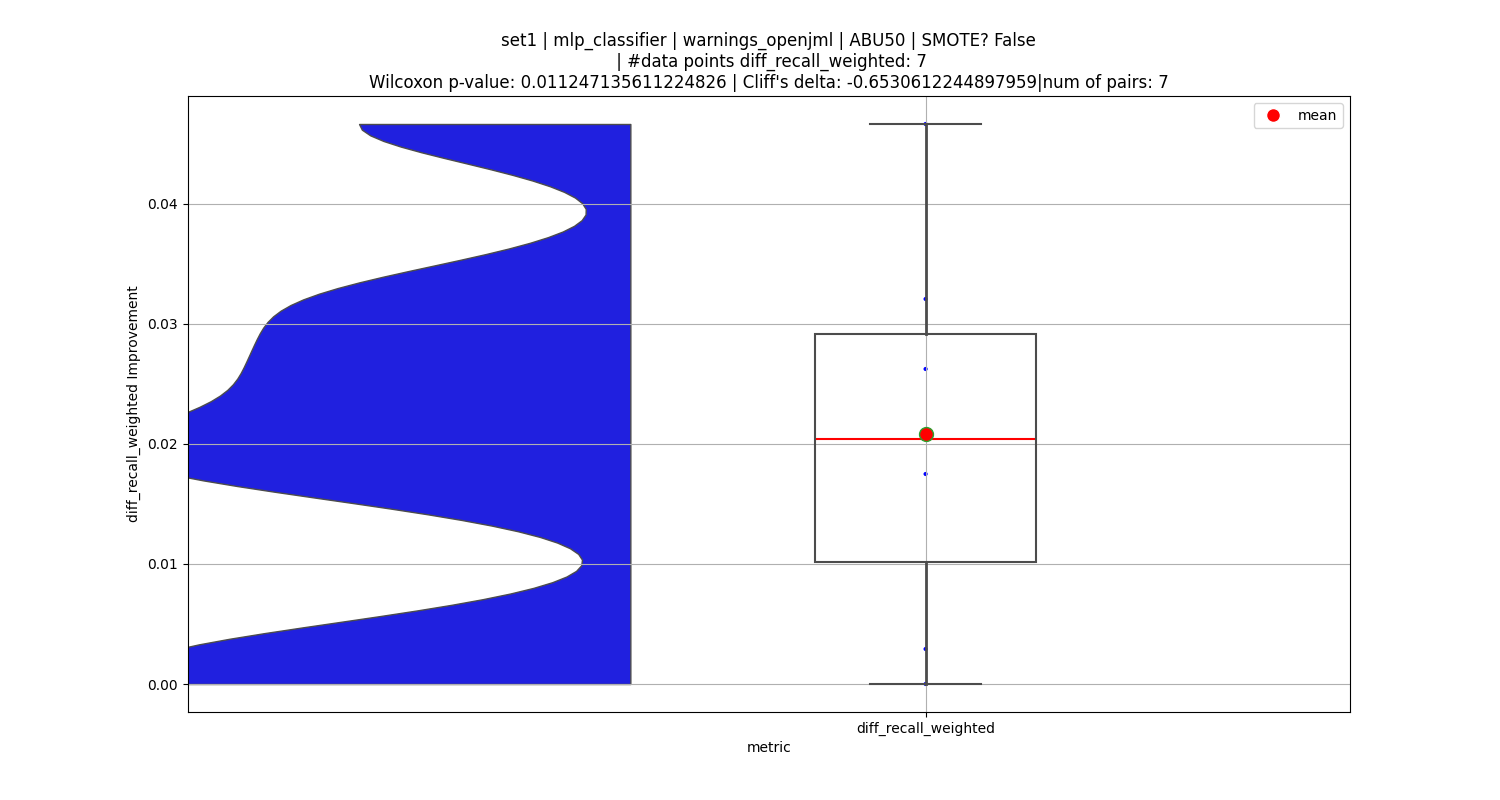 set1 | mlp_classifier | warnings_openjml | ABU50 | SMOTE? False
| #data points diff_recall_weighted: 7
Wilcoxon p-value: 0.011247135611224826 | Cliff's delta: -0.6530612244897959|num of pairs: 7
mean
diff_recall_weighted Improvement
0.04
0.03
0.02
0.01
0.00
diff_recall_weighted
metric